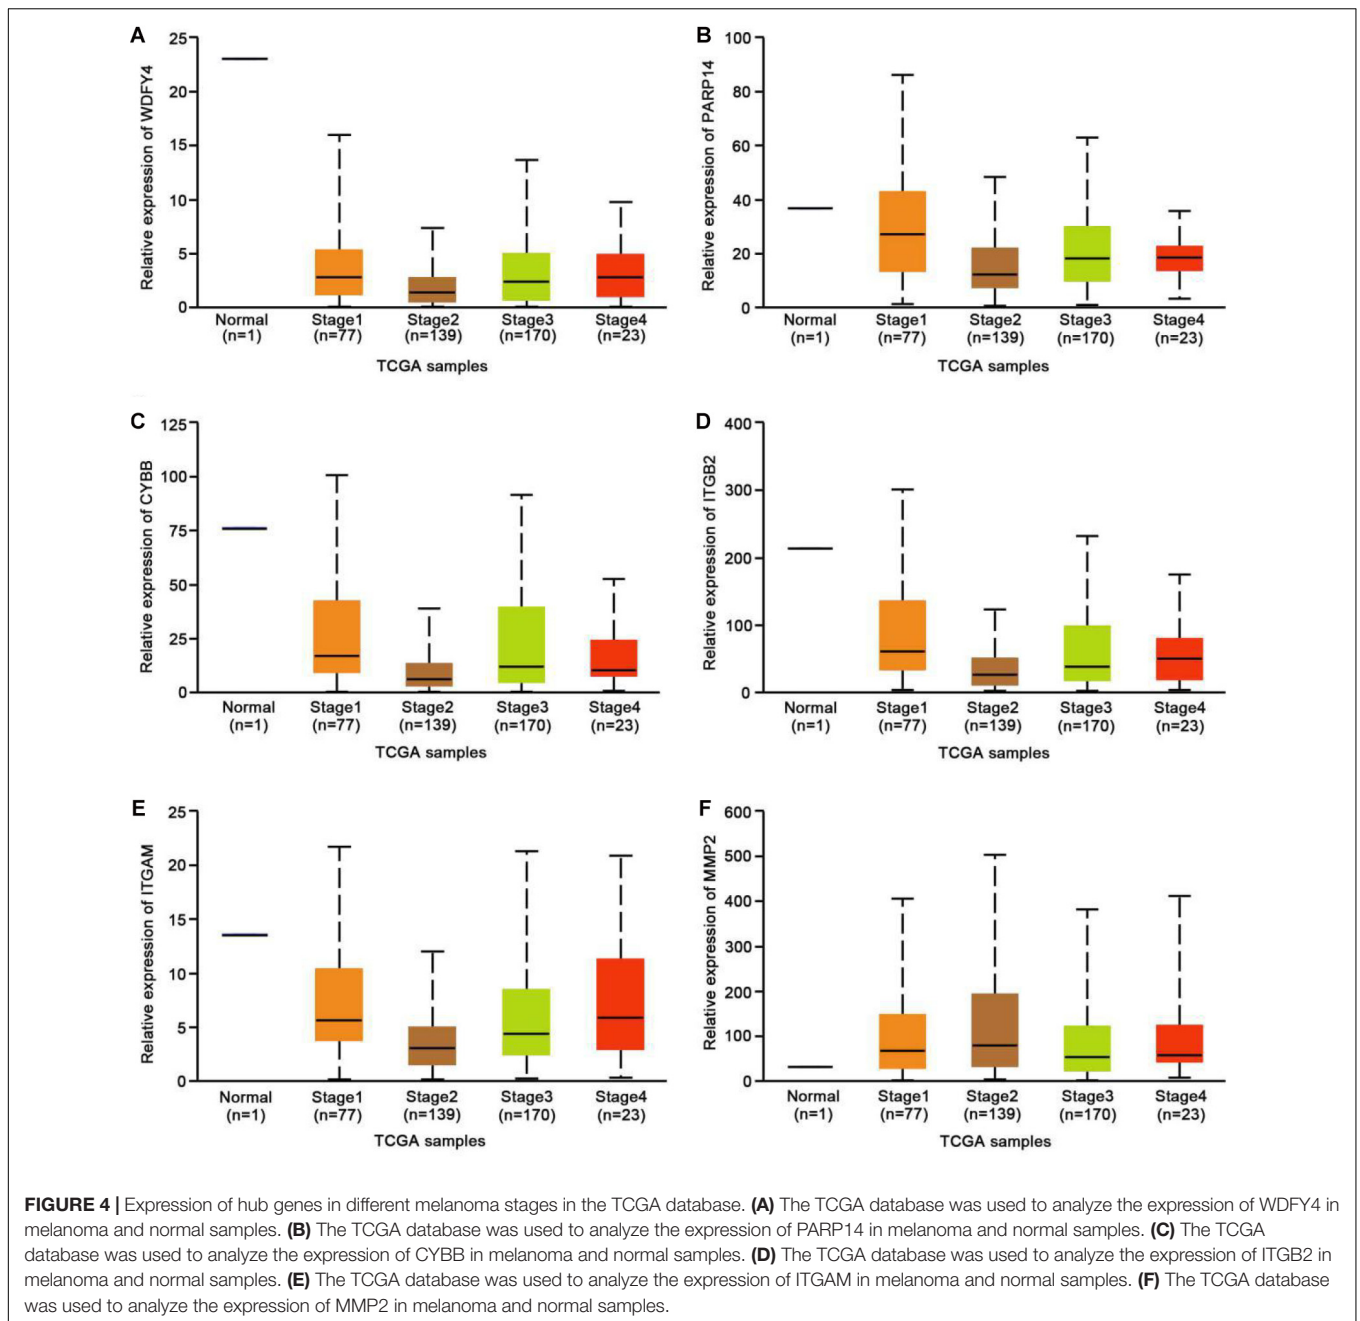 A
Relative expression of WDFY4
25
20
15
10
5
0
Normal Stage1 Stage2 Stage3 Stage4
(n=1) (n=77) (n=139) (n=170) (n=23)
TCGA samples
B
Relative expression of PARP14
100
80
60
40
20
0
Normal Stage1 Stage2 Stage3 Stage4
(n=1) (n=77) (n=139) (n=170) (n=23)
TCGA samples
C
Relative expression of CYBB
125
100
75
50
25
0
Normal Stage1 Stage2 Stage3 Stage4
(n=1) (n=77) (n=139) (n=170) (n=23)
TCGA samples
D
Relative expression of ITGB2
400
300
200
100
0
Normal Stage1 Stage2 Stage3 Stage4
(n=1) (n=77) (n=139) (n=170) (n=23)
TCGA samples
E
Relative expression of ITGAM
25
20
15
10
5
0
Normal Stage1 Stage2 Stage3 Stage4
(n=1) (n=77) (n=139) (n=170) (n=23)
TCGA samples
F
Relative expression of MMP2
600
500
400
300
200
100
0
Normal Stage1 Stage2 Stage3 Stage4
(n=1) (n=77) (n=139) (n=170) (n=23)
TCGA samples
FIGURE 4 | Expression of hub genes in different melanoma stages in the TCGA database. (A) The TCGA database was used to analyze the expression of WDFY4 in
melanoma and normal samples. (B) The TCGA database was used to analyze the expression of PARP14 in melanoma and normal samples. (C) The TCGA
database was used to analyze the expression of CYBB in melanoma and normal samples. (D) The TCGA database was used to analyze the expression of ITGB2 in
melanoma and normal samples. (E) The TCGA database was used to analyze the expression of ITGAM in melanoma and normal samples. (F) The TCGA database
was used to analyze the expression of MMP2 in melanoma and normal samples.